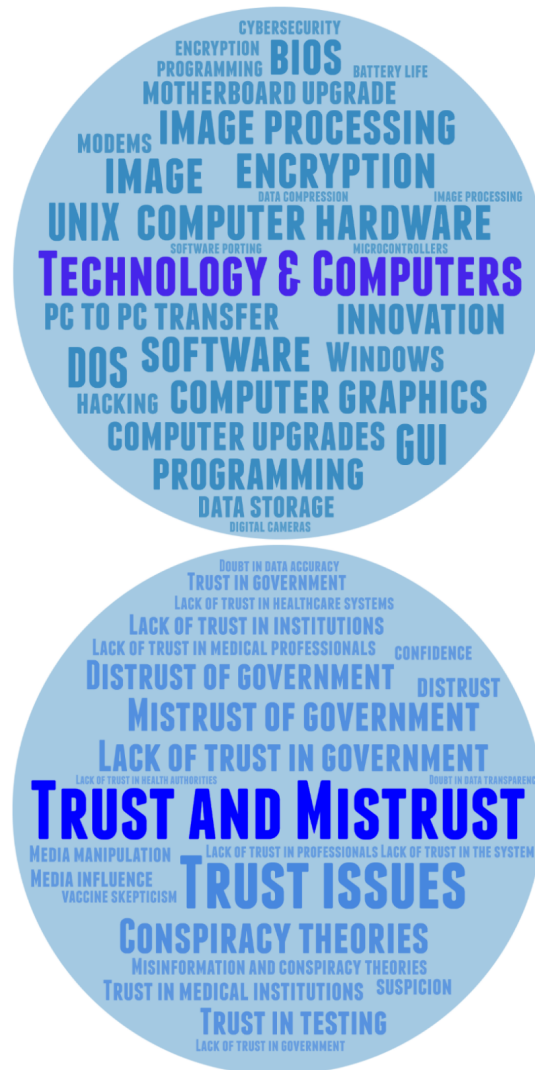 CYBERSECURITY
ENCRYPTION
PROGRAMMING BIOS BATTERY LIFE
MOTHERBOARD UPGRADE
MODEMS IMAGE PROCESSING
IMAGE ENCRYPTION
DATA COMPRESSION IMAGE PROCESSING
UNIX COMPUTER HARDWARE
SOFTWARE PORTING MICROCONTROLLERS
TECHNOLOGY & COMPUTERS
PC TO PC TRANSFER INNOVATION
DOS SOFTWARE WINDOWS
HACKING COMPUTER GRAPHICS
COMPUTER UPGRADES GUI
PROGRAMMING
DATA STORAGE
DIGITAL CAMERAS
DOUBT IN DATA ACCURACY
TRUST IN GOVERNMENT
LACK OF TRUST IN HEALTHCARE SYSTEMS
LACK OF TRUST IN INSTITUTIONS
LACK OF TRUST IN MEDICAL PROFESSIONALS CONFIDENCE
DISTRUST OF GOVERNMENT DISTRUST
MISTRUST OF GOVERNMENT
LACK OF TRUST IN GOVERNMENT
LACK OF TRUST IN HEALTH AUTHORITIES DOUBT IN DATA TRANSPARENC
TRUST AND MISTRUST
MEDIA MANIPULATION LACK OF TRUST IN PROFESSIONALS LACK OF TRUST IN THE SYSTEM
MEDIA INFLUENCE TRUST ISSUES
VACCINE SKEPTICISM
CONSPIRACY THEORIES
MISINFORMATION AND CONSPIRACY THEORIES
TRUST IN MEDICAL INSTITUTIONS SUSPICION
TRUST IN TESTING
LACK OF TRUST IN GOVERNMENT